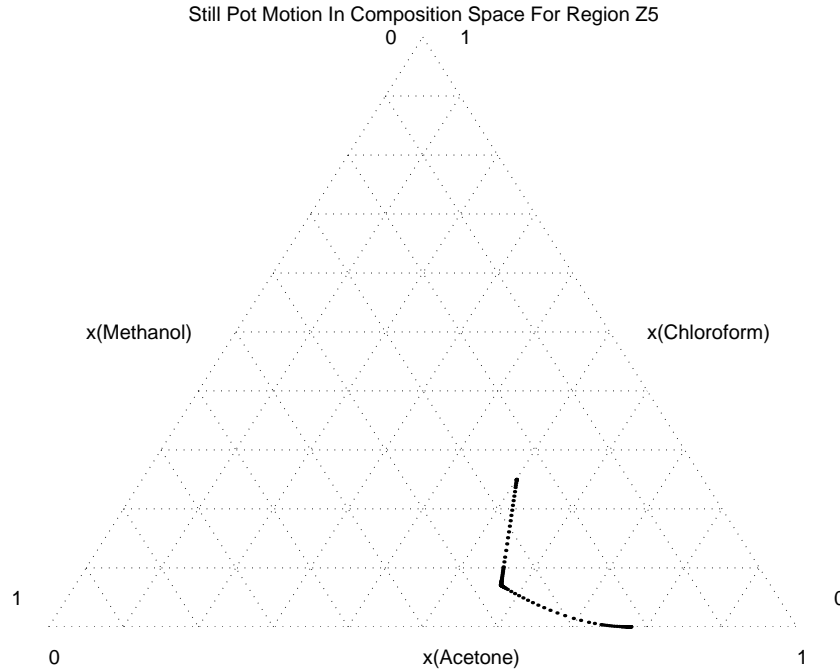 Still Pot Motion In Composition Space For Region Z5
0 1
x(Methanol) x(Chloroform)
1 0
0 x(Acetone) 1